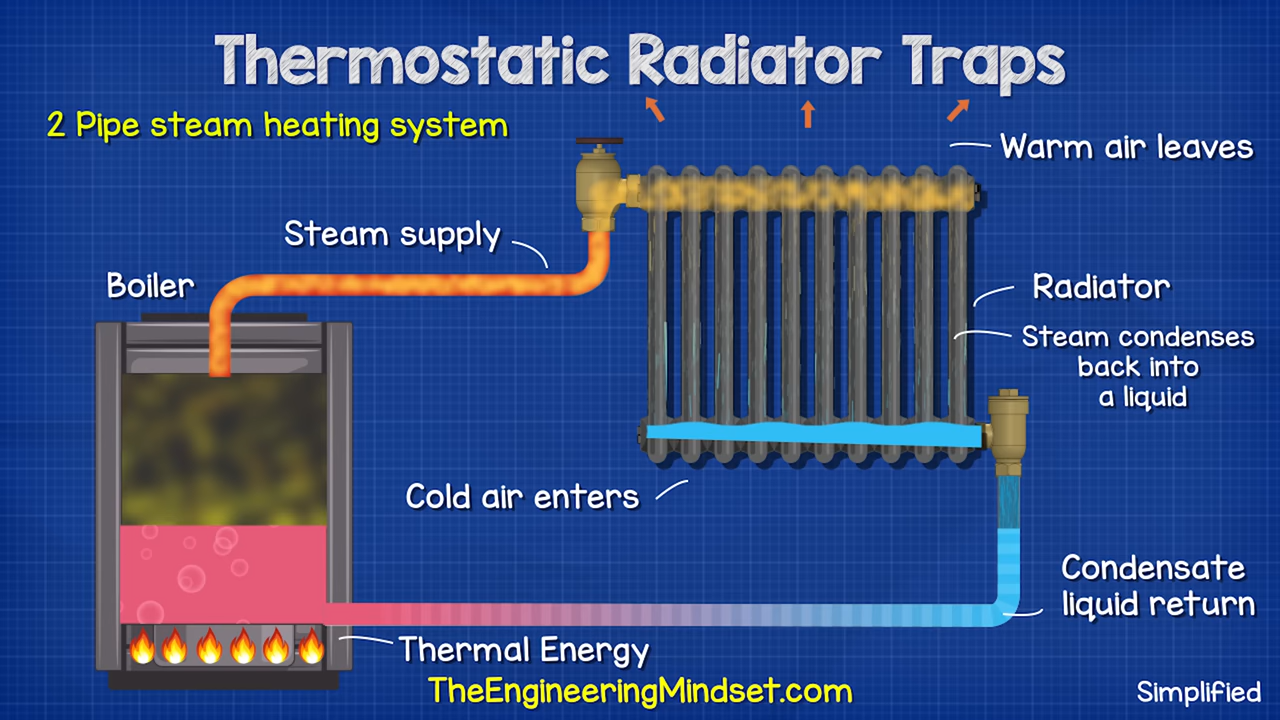 Thermostatic Radiator Traps
2 Pipe steam heating system
Warm air leaves
Steam supply
Boiler
Radiator
Steam condenses
back into
a liquid
Cold air enters
Condensate
liquid return
Thermal Energy
TheEngineeringMindset.com
Simplified